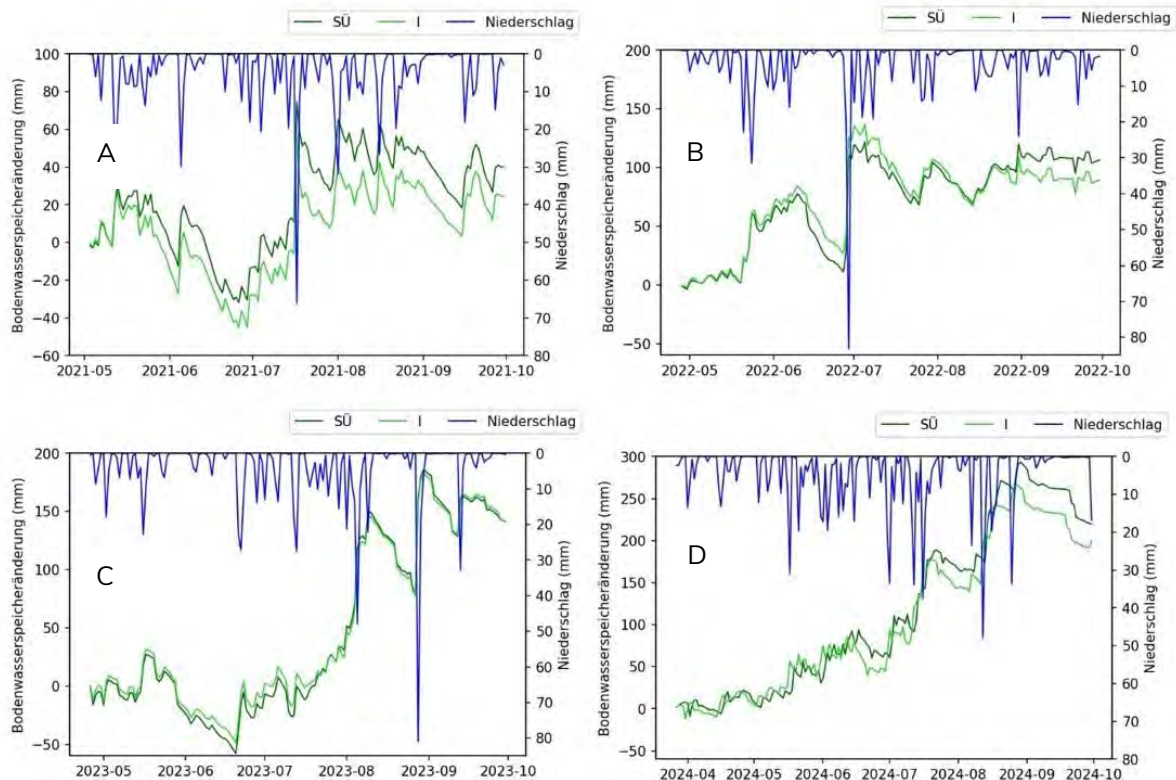 SÜ I Niederschlag
100 80 60 40 20 0 −20 −40 −60
Bodenwasserspeicheränderung (mm)
A
0 10 20 30 40 50 60 70 80
Niederschlag (mm)
2021-05 2021-06 2021-07 2021-08 2021-09 2021-10
SÜ I Niederschlag
200 150 100 50 0 −50
Bodenwasserspeicheränderung (mm)
B
0 10 20 30 40 50 60 70 80
Niederschlag (mm)
2022-05 2022-06 2022-07 2022-08 2022-09 2022-10
SÜ I Niederschlag
200 150 100 50 0 −50
Bodenwasserspeicheränderung (mm)
C
0 10 20 30 40 50 60 70 80
Niederschlag (mm)
2023-05 2023-06 2023-07 2023-08 2023-09 2023-10
SÜ I Niederschlag
300 250 200 150 100 50 0 −50
Bodenwasserspeicheränderung (mm)
D
0 10 20 30 40 50 60 70 80
Niederschlag (mm)
2024-04 2024-05 2024-06 2024-07 2024-08 2024-09 2024-10